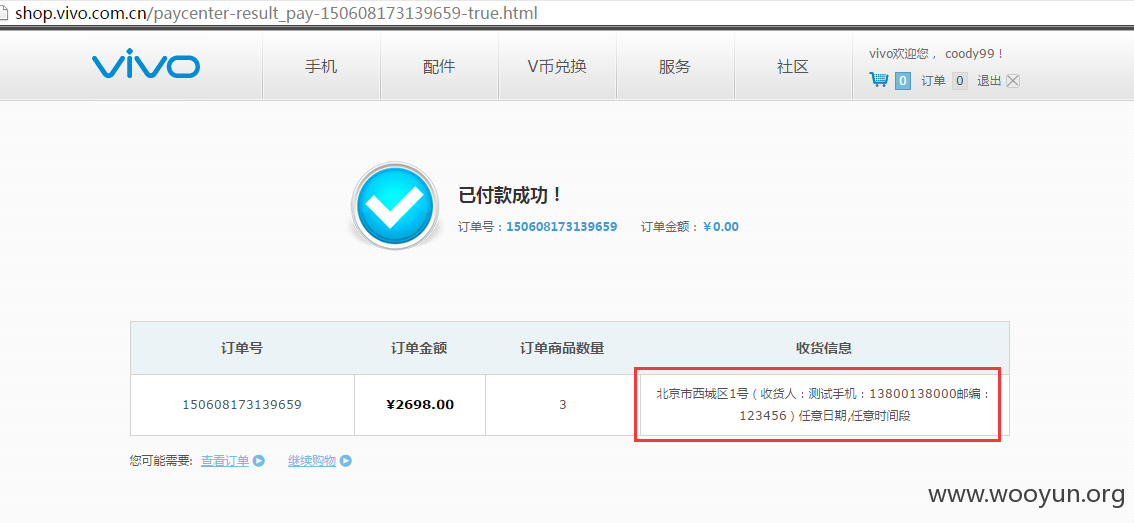 shop.vivo.com.cn/paycenter-result_pay-150608173139659-true.html
vivo 手机 配件 V币兑换 服务 社区
vivo欢迎您， coody99！
0 订单 0 退出
已付款成功！
订单号：150608173139659 订单金额：￥0.00
订单号 订单金额 订单商品数量 收货信息
150608173139659 ¥2698.00 3
北京市西城区1号（收货人：测试手机：13800138000邮编：
123456）任意日期,任意时间段
您可能需要: 查看订单 继续购物
www.wooyun.org